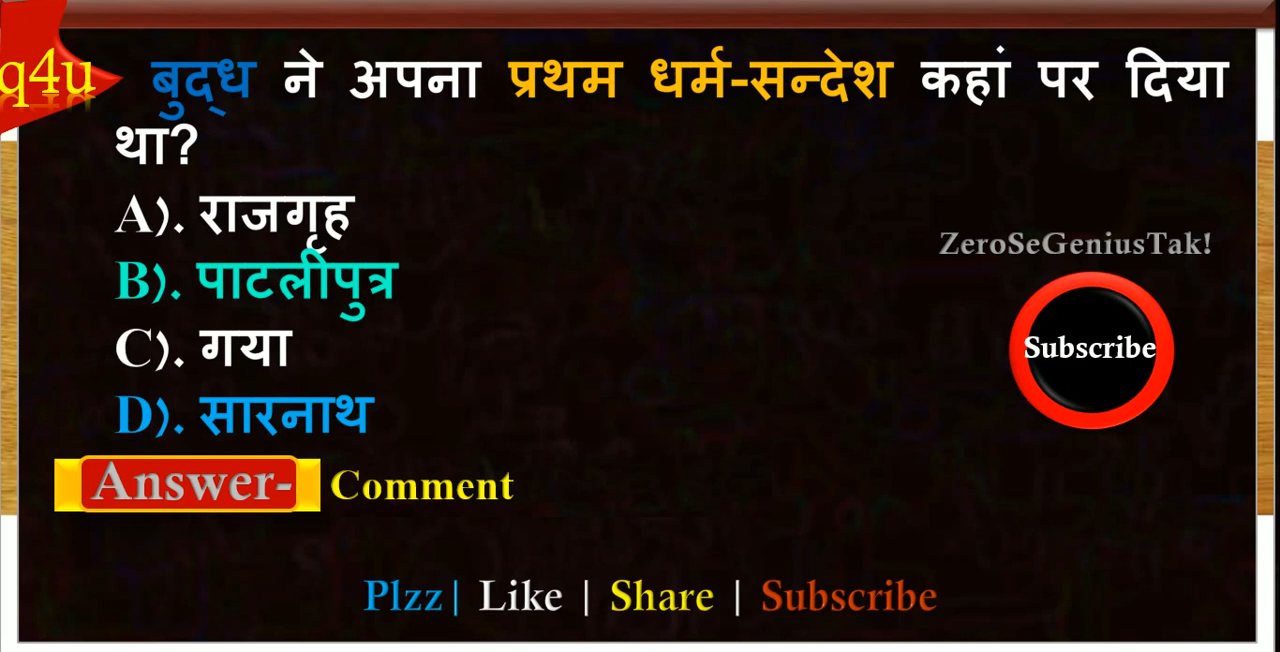 q4u
बुद्ध ने अपना प्रथम धर्म-सन्देश कहां पर दिया
था?
A). राजगृह
B). पाटलीपुत्र
C). गया
D). सारनाथ
ZeroSeGeniusTak!
Subscribe
Answer- Comment
Plzz| Like | Share | Subscribe